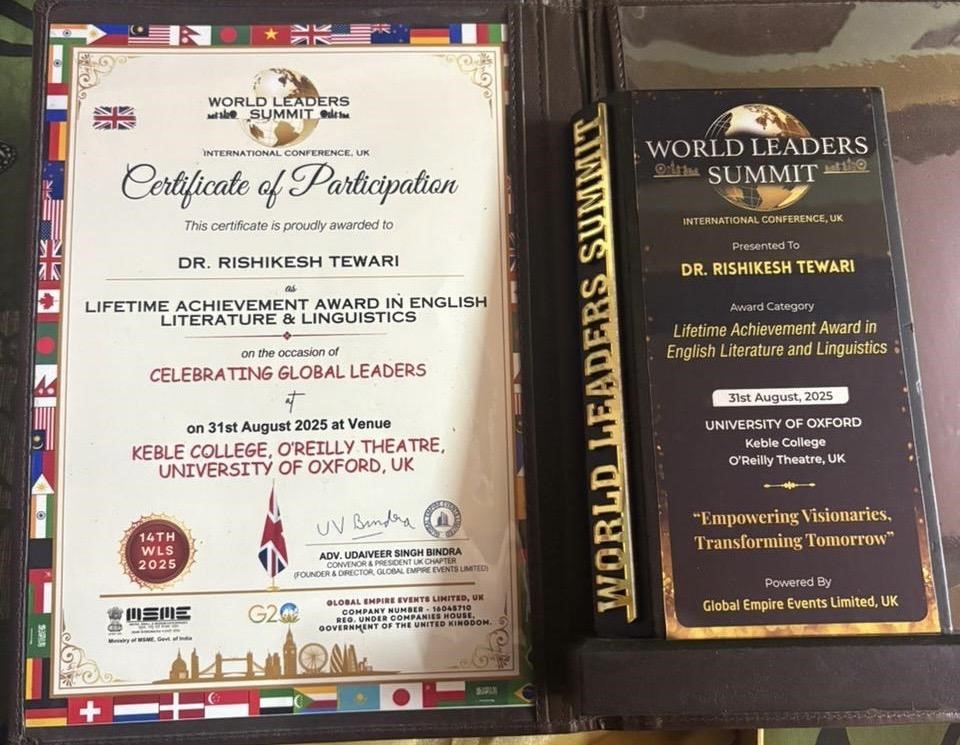 WORLD LEADERS
SUMMIT
INTERNATIONAL CONFERENCE, UK
Certificate of Participation
This certificate is proudly awarded to
DR. RISHIKESH TEWARI
as
LIFETIME ACHIEVEMENT AWARD IN ENGLISH
LITERATURE & LINGUISTICS
on the occasion of
CELEBRATING GLOBAL LEADERS
at
on 31st August 2025 at Venue
KEBLE COLLEGE, O'REILLY THEATRE,
UNIVERSITY OF OXFORD, UK
14TH
WLS
2025
UV Bindra
ADV. UDAIVEER SINGH BINDRA
CONVENOR & PRESIDENT UK CHAPTER
(FOUNDER & DIRECTOR, GLOBAL EMPIRE EVENTS LIMITED)
MSME
Ministry of MSME, Govt. of India
G20
GLOBAL EMPIRE EVENTS LIMITED, UK
COMPANY NUMBER - 16045710
REG. UNDER COMPANIES HOUSE,
GOVERNMENT OF THE UNITED KINGDOM.
WORLD LEADERS SUMMIT
WORLD LEADERS
SUMMIT
INTERNATIONAL CONFERENCE, UK
Presented To
DR. RISHIKESH TEWARI
Award Category
Lifetime Achievement Award in
English Literature and Linguistics
31st August, 2025
UNIVERSITY OF OXFORD
Keble College
O'Reilly Theatre, UK
"Empowering Visionaries,
Transforming Tomorrow"
Powered By
Global Empire Events Limited, UK